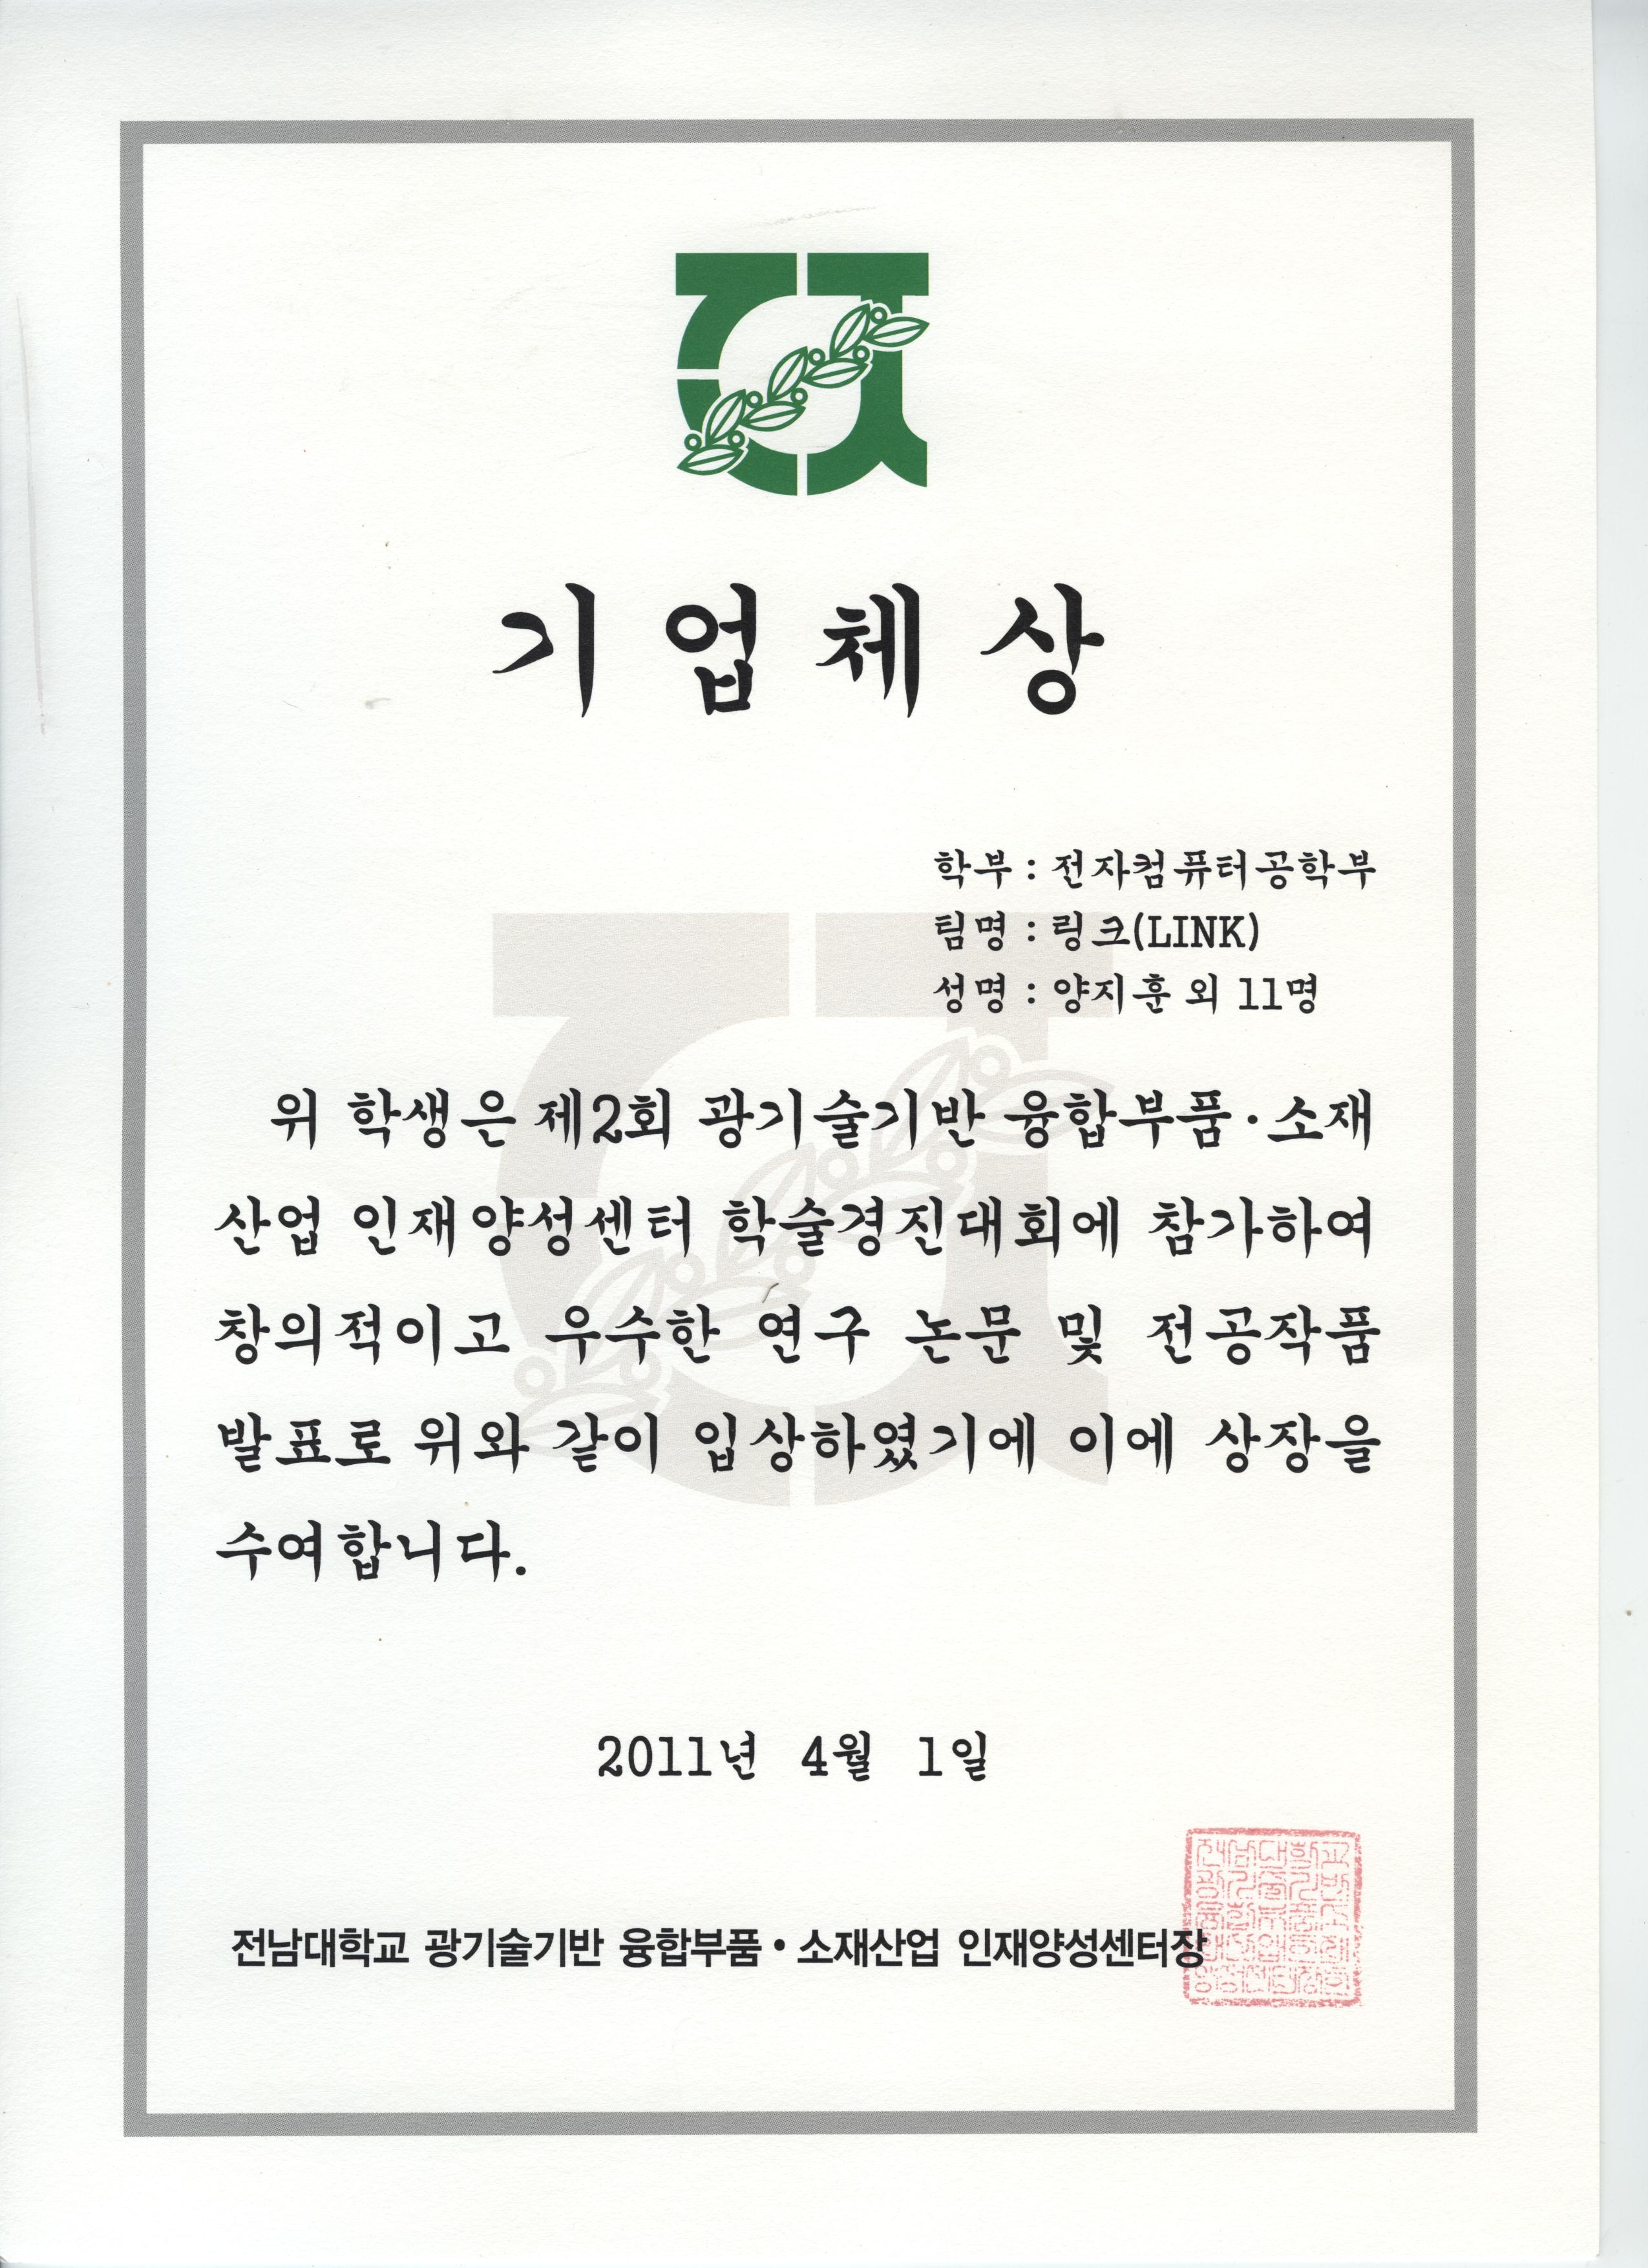 기업체상
학부 : 전자컴퓨터공학부
팀명 : 링크(LINK)
성명 : 양지훈 외 11명
위 학생은 제2회 광기술기반 융합부품·소재
산업 인재양성센터 학술경진대회에 참가하여
창의적이고 우수한 연구 논문 및 전공작품
발표로 위와 같이 입상하였기에 이에 상장을
수여합니다.
2011년 4월 1일
전남대학교 광기술기반 융합부품·소재산업 인재양성센터장